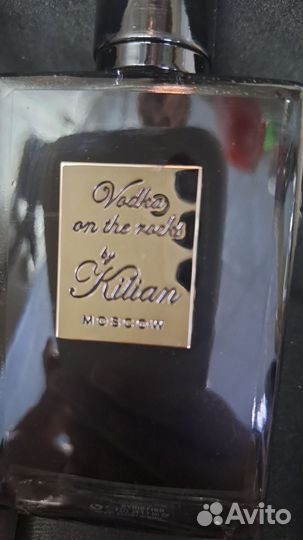 Vodka
on the rocks
by
Kilian
MOSCOW
Avito